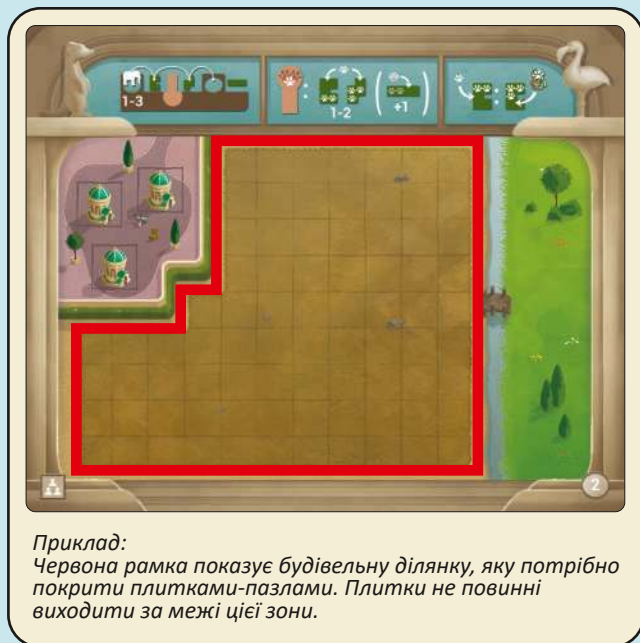 1-3
1-2
+1
2
Приклад:
Червона рамка показує будівельну ділянку, яку потрібно
покрити плитками-пазлами. Плитки не повинні
виходити за межі цієї зони.